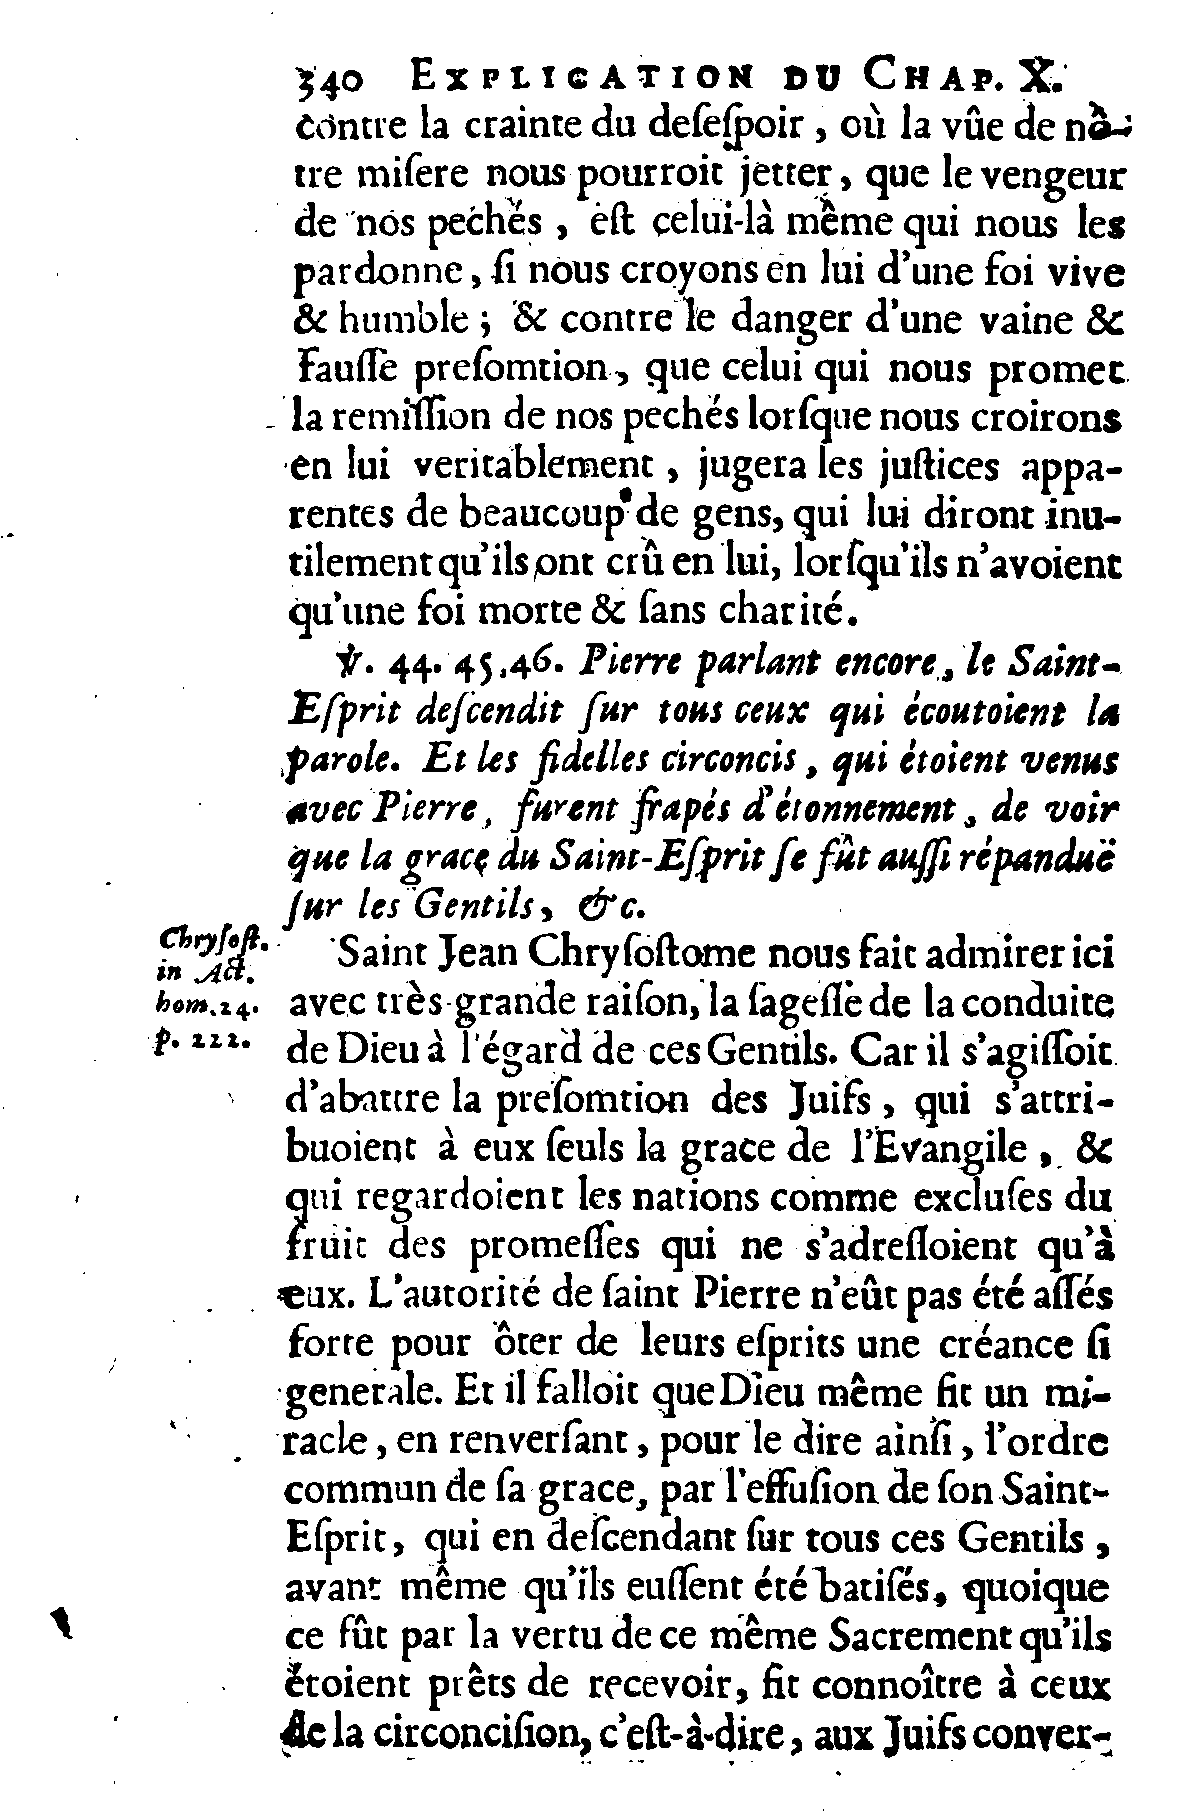 340 EXPLICATION DU CHAP. X.
contre la crainte du deſeſpoir, où la vûe de nô-
tre miſere nous pourroit jetter, que le vengeur
de nos pechés, eſt celui-là même qui nous les
pardonne, ſi nous croyons en lui d'une foi vive
& humble; & contre le danger d'une vaine &
fauſſe preſomtion, que celui qui nous promet
la remiſſion de nos pechés lorſque nous croirons
en lui veritablement, jugera les juſtices appa-
rentes de beaucoup de gens, qui lui diront inu-
tilement qu'ils ont crû en lui, lorſqu'ils n'avoient
qu'une foi morte & ſans charité.
℣. 44. 45. 46. Pierre parlant encore, le Saint-
Eſprit deſcendit ſur tous ceux qui écoutoient la
parole. Et les fidelles circoncis, qui étoient venus
avec Pierre, furent frapés d'étonnement, de voir
que la grace du Saint-Eſprit ſe fût auſſi répanduë
ſur les Gentils, &c.
Chryſoſt.
in Act.
hom. 24.
p. 222.
Saint Jean Chryſoſtome nous fait admirer ici
avec très-grande raiſon, la ſageſſe de la conduite
de Dieu à l'égard de ces Gentils. Car il s'agiſſoit
d'abattre la preſomtion des Juifs, qui s'attri-
buoient à eux ſeuls la grace de l'Evangile, &
qui regardoient les nations comme excluſes du
fruit des promeſſes qui ne s'adreſſoient qu'à
eux. L'autorité de ſaint Pierre n'eût pas été aſſés
forte pour ôter de leurs eſprits une créance ſi
generale. Et il falloit que Dieu même fit un mi-
racle, en renverſant, pour le dire ainſi, l'ordre
commun de ſa grace, par l'effuſion de ſon Saint-
Eſprit, qui en deſcendant ſur tous ces Gentils,
avant même qu'ils euſſent été batiſés, quoique
ce fût par la vertu de ce même Sacrement qu'ils
étoient prêts de recevoir, fit connoître à ceux
de la circonciſion, c'eſt-à-dire, aux Juifs conver-